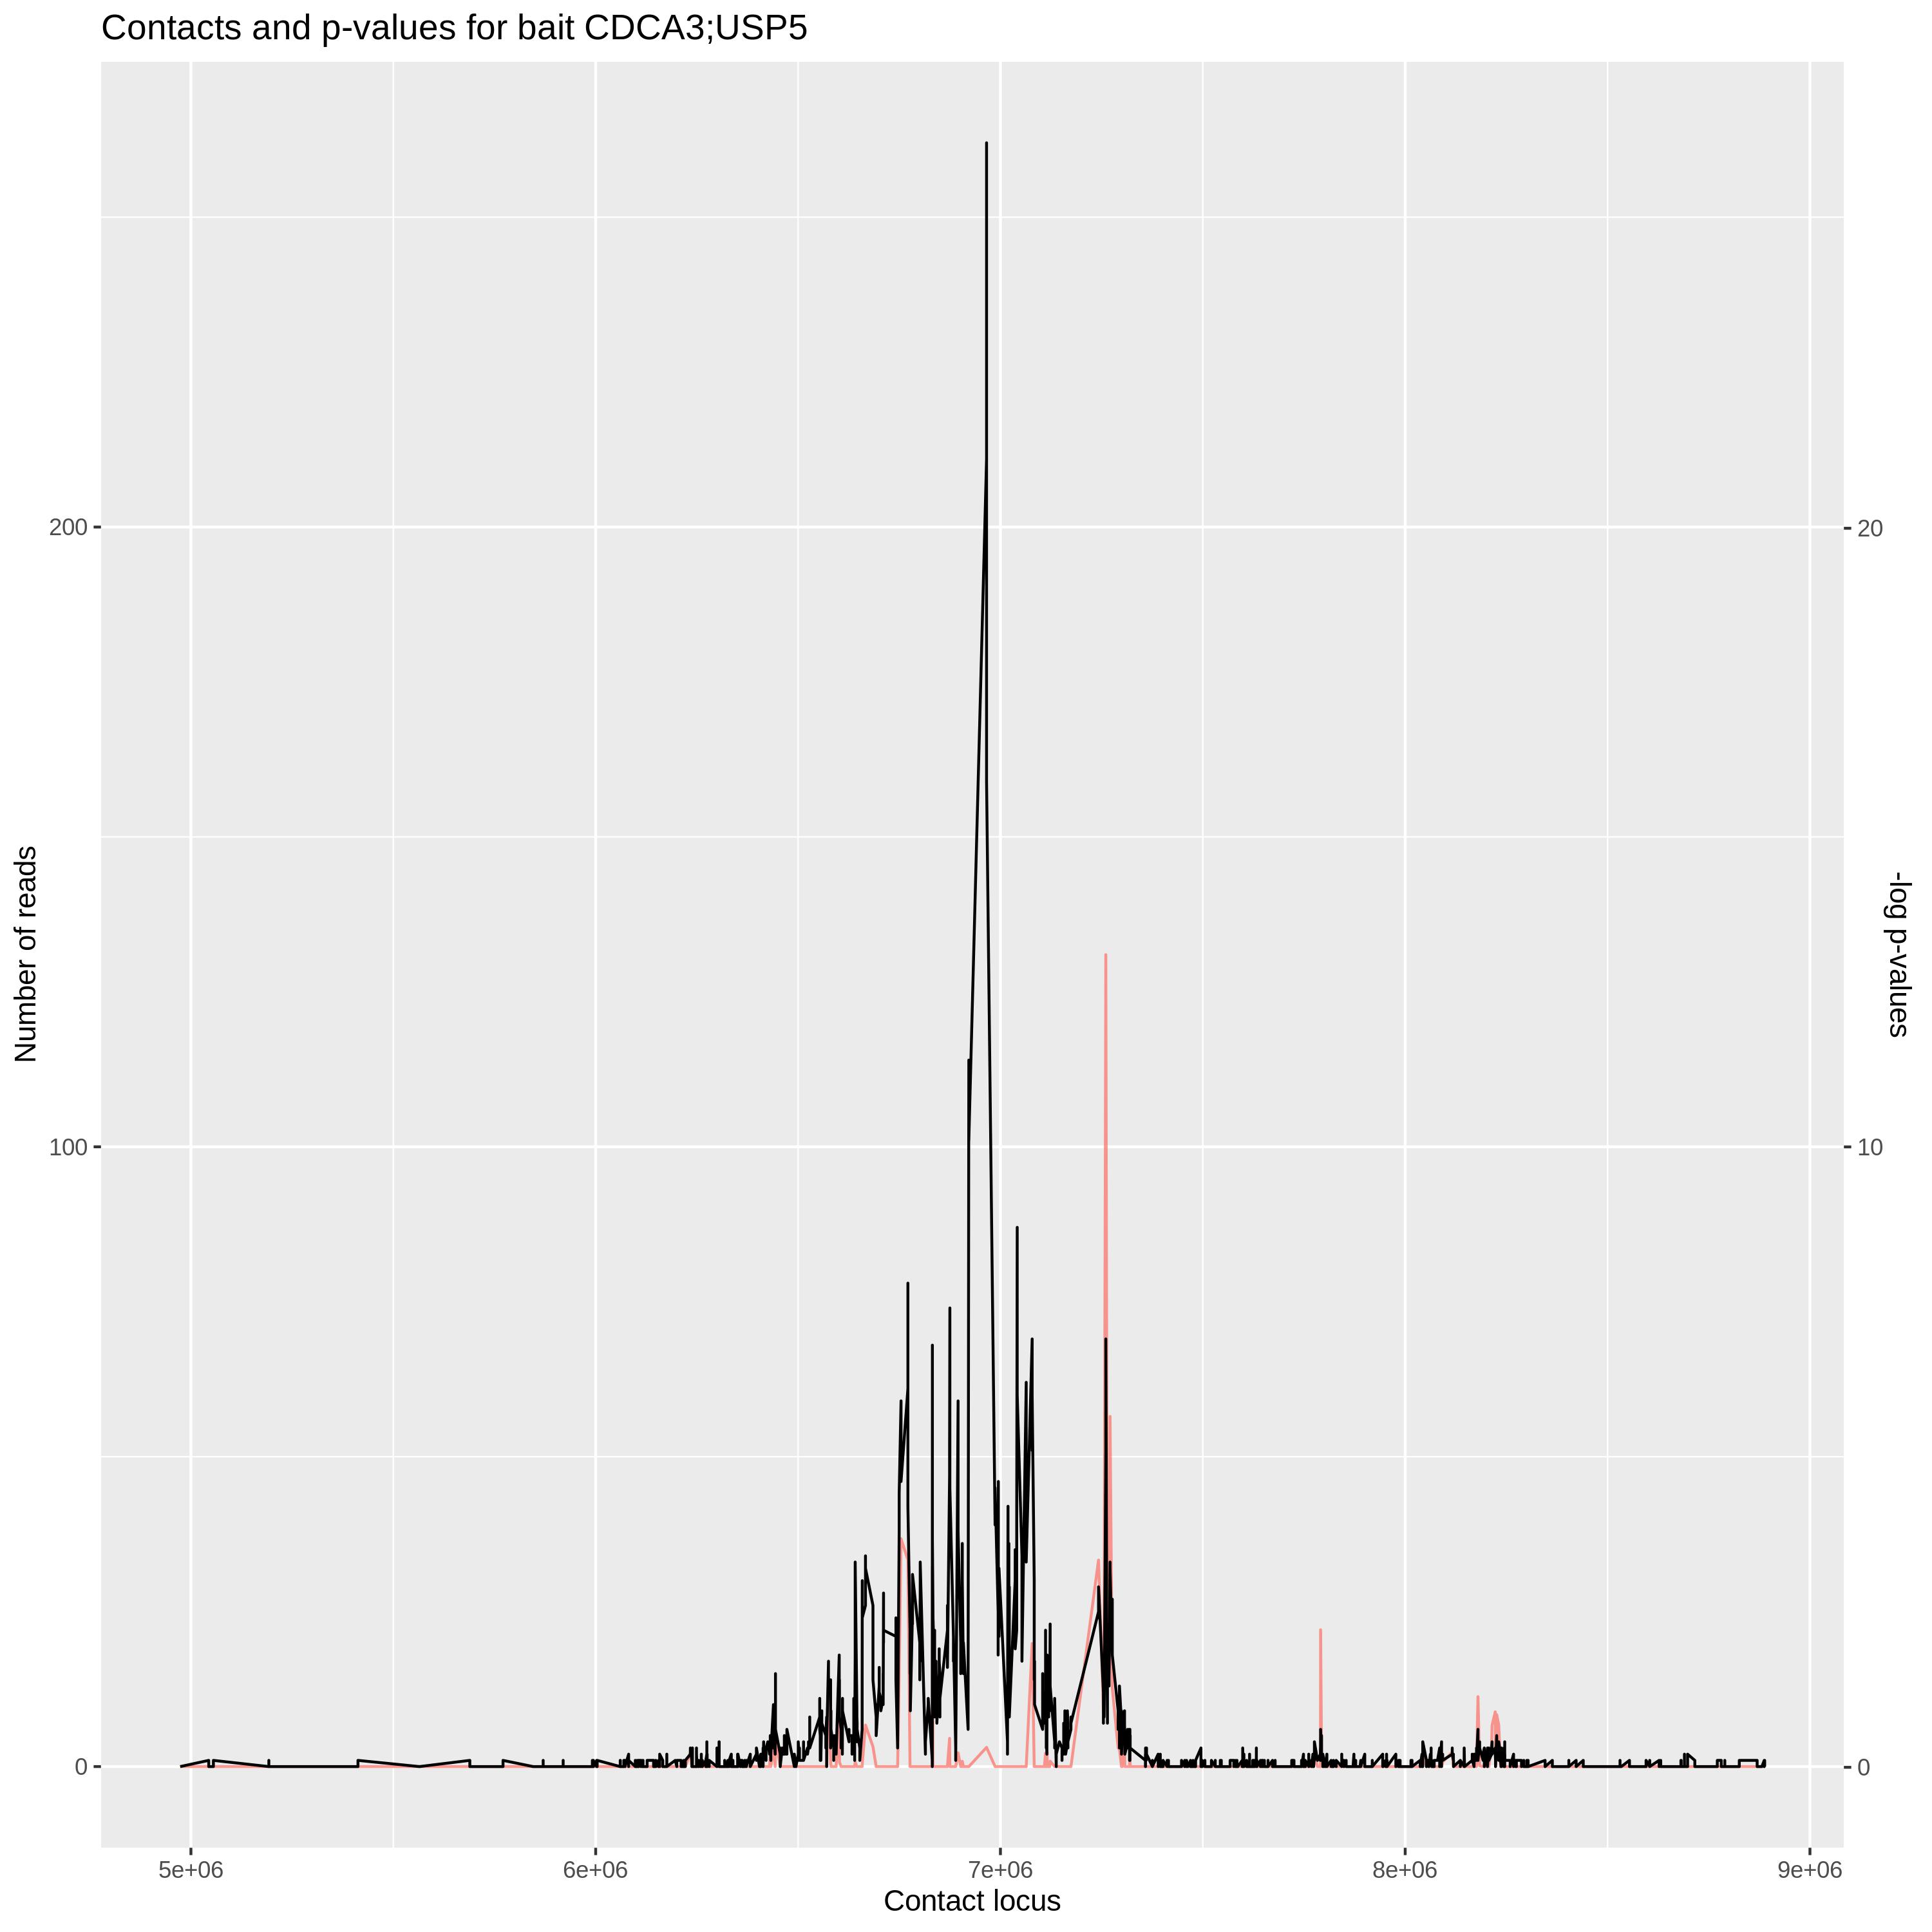 Contacts and p-values for bait CDCA3;USP5
Number of reads
200
100
0
20
10
0
-log p-values
5e+06
6e+06
7e+06
8e+06
9e+06
Contact locus